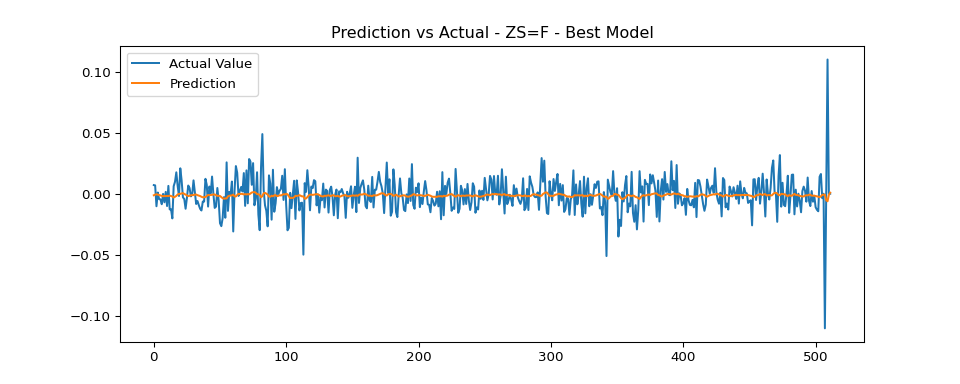 Prediction vs Actual - ZS=F - Best Model
Actual Value
Prediction
0.10
0.05
0.00
−0.05
−0.10
0 100 200 300 400 500